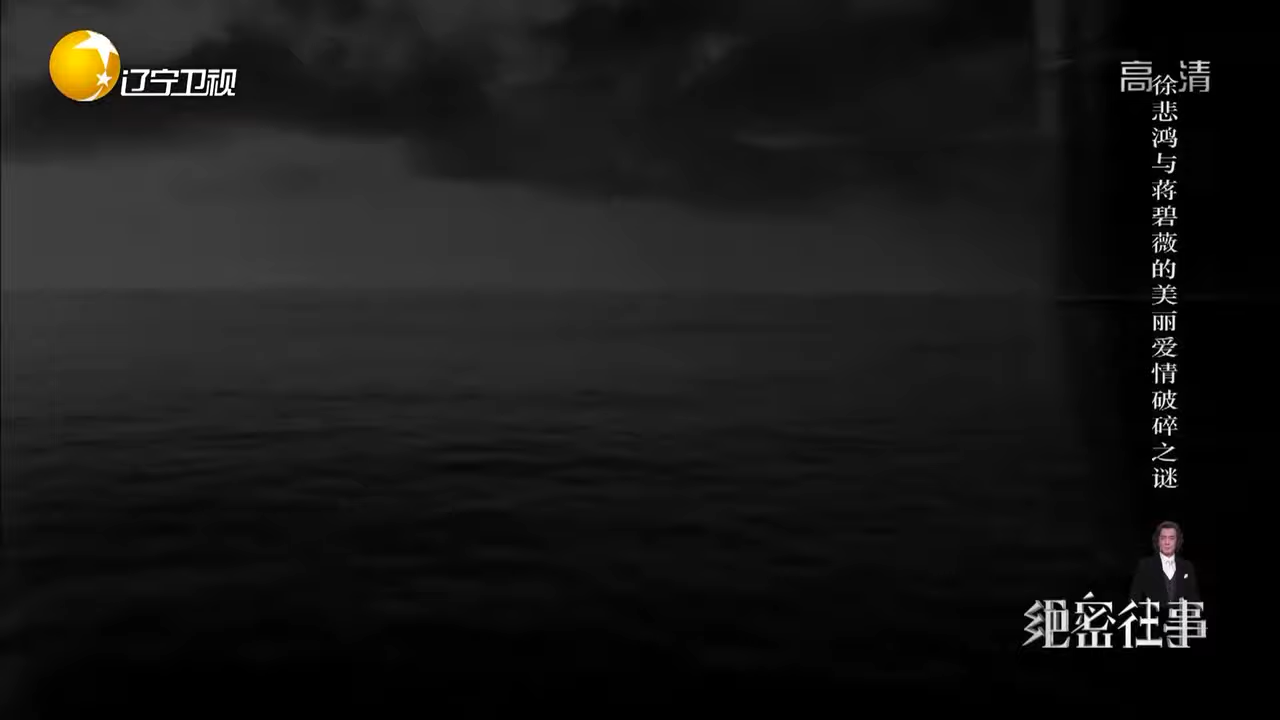 辽宁卫视
高清
徐悲鸿与蒋碧薇的美丽爱情破碎之谜
绝密往事